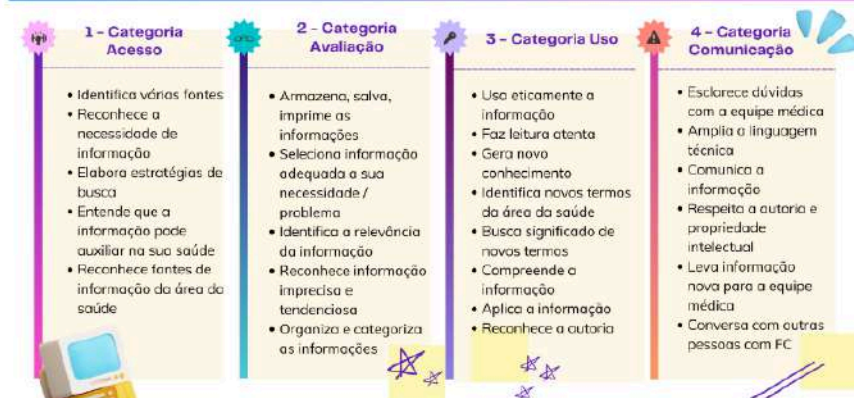 1 - Categoria
Acesso
• Identifica várias fontes
• Reconhece a
necessidade de
informação
• Elabora estratégias de
busca
• Entende que a
informação pode
auxiliar na sua saúde
• Reconhece fontes de
informação da área da
saúde
2 - Categoria
Avaliação
• Armazena, salva,
imprime as
informações
• Seleciona informação
adequada a sua
necessidade /
problema
• Identifica a relevância
da informação
• Reconhece informação
imprecisa e
tendenciosa
• Organiza e categoriza
as informações
3 - Categoria Uso
• Usa eticamente a
informação
• Faz leitura atenta
• Gera novo
conhecimento
• Identifica novos termos
da área da saúde
• Busca significado de
novos termos
• Compreende a
informação
• Aplica a informação
• Reconhece a autoria
4 - Categoria
Comunicação
• Esclarece dúvidas
com a equipe médica
• Amplia a linguagem
técnica
• Comunica a
informação
• Respeita a autoria e
propriedade
intelectual
• Leva informação
nova para a equipe
médica
• Conversa com outras
pessoas com FC